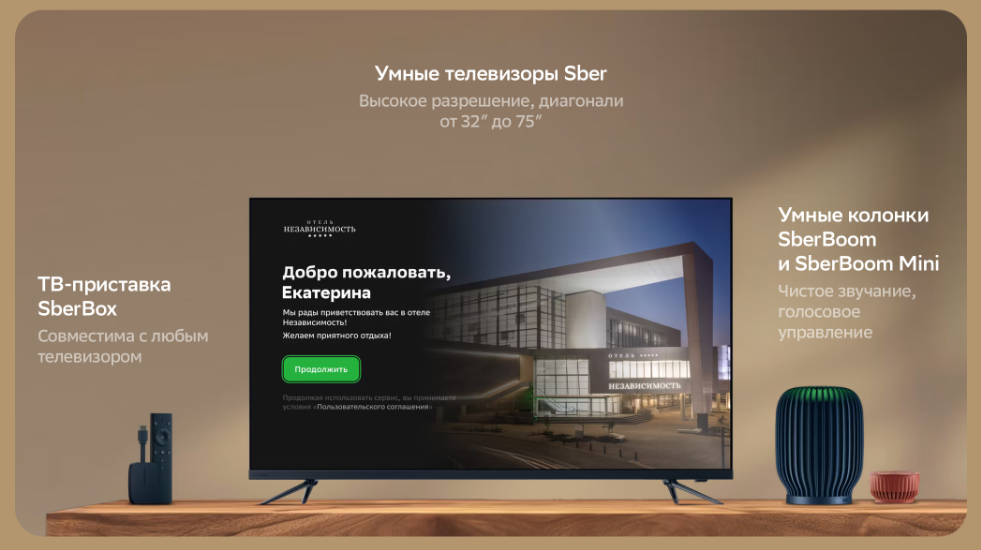 Умные телевизоры Sber
Высокое разрешение, диагонали
от 32″ до 75″
ТВ-приставка
SberBox
Совместима с любым
телевизором
ОТЕЛЬ
НЕЗАВИСИМОСТЬ
Добро пожаловать,
Екатерина
Мы рады приветствовать вас в отеле
Независимость!
Желаем приятного отдыха!
Продолжить
Продолжая использовать сервис, вы принимаете
условия «Пользовательского соглашения»
ОТЕЛЬ
НЕЗАВИСИМОСТЬ
Умные колонки
SberBoom
и SberBoom Mini
Чистое звучание,
голосовое
управление